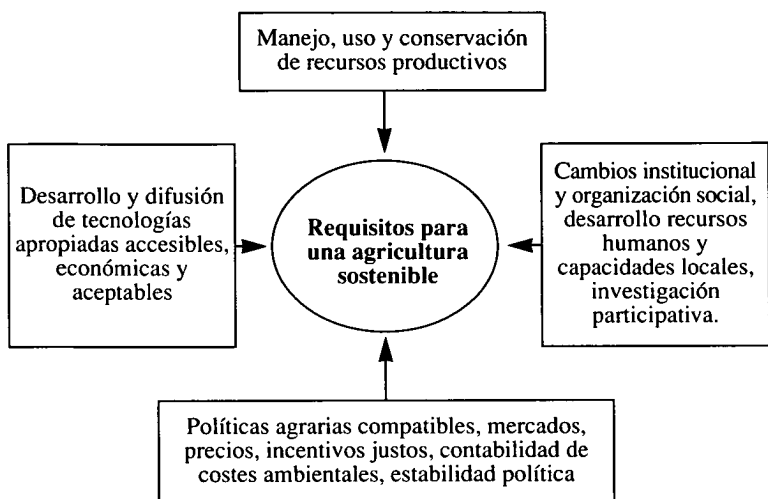 Manejo, uso y conservación
de recursos productivos
Desarrollo y difusión
de tecnologías
apropiadas accesibles,
económicas y
aceptables
Requisitos para
una agricultura
sostenible
Cambios institucional
y organización social,
desarrollo recursos
humanos y
capacidades locales,
investigación
participativa.
Políticas agrarias compatibles, mercados,
precios, incentivos justos, contabilidad de
costes ambientales, estabilidad política